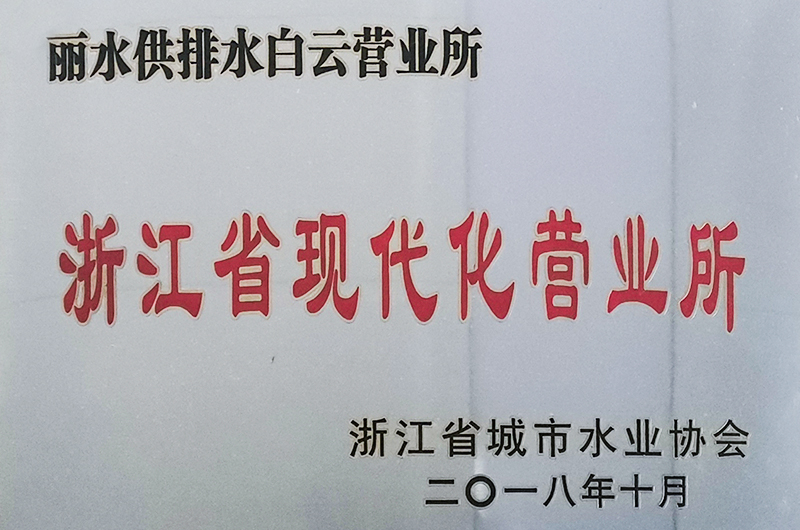 丽水供排水白云营业所
浙江省现代化营业所
浙江省城市水业协会
二〇一八年十月